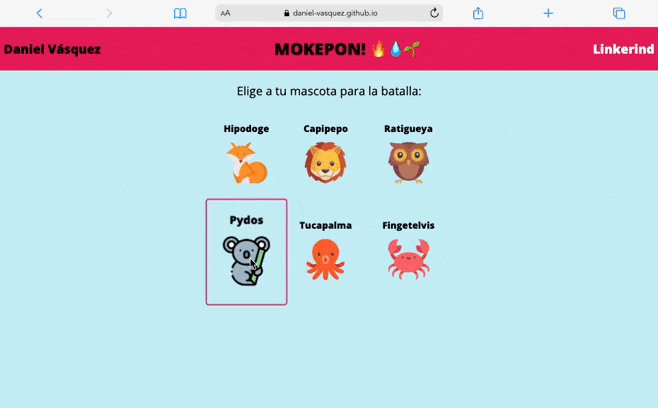 AA daniel-vasquez.github.io
Daniel Vásquez MOKEPON! 🔥💧🌱 Linkerind
Elige a tu mascota para la batalla:
Hipodoge Capipepo Ratigueya
Pydos Tucapalma Fingetelvis